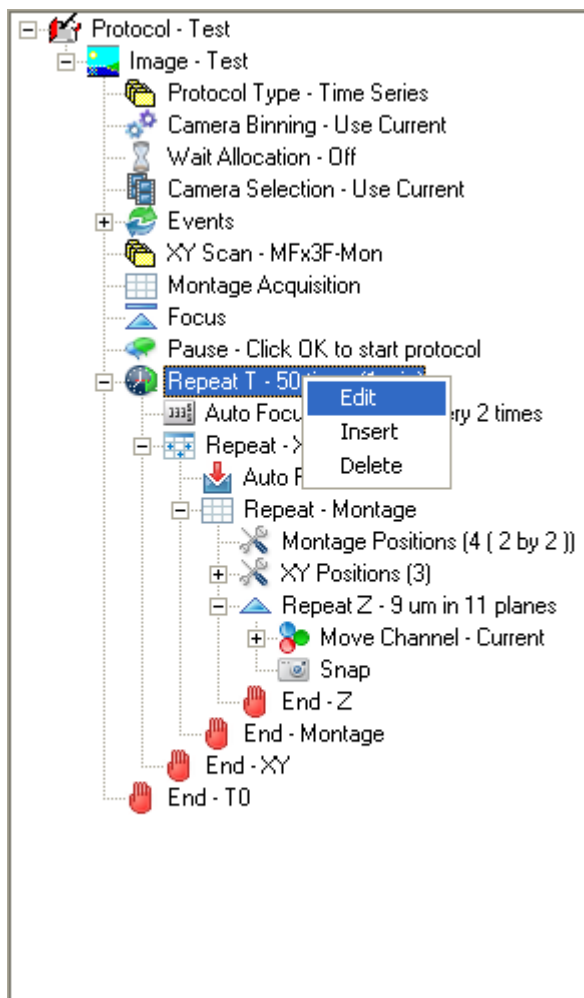 Protocol - Test
Image - Test
Protocol Type - Time Series
Camera Binning - Use Current
Wait Allocation - Off
Camera Selection - Use Current
Events
XY Scan - MFx3F-Mon
Montage Acquisition
Focus
Pause - Click OK to start protocol
Repeat T - 50
Edit
Auto Focu ery 2 times
Insert
Repeat -
Delete
Auto
Repeat - Montage
Montage Positions (4 ( 2 by 2 ))
XY Positions (3)
Repeat Z - 9 um in 11 planes
Move Channel - Current
Snap
End - Z
End - Montage
End - XY
End - T0